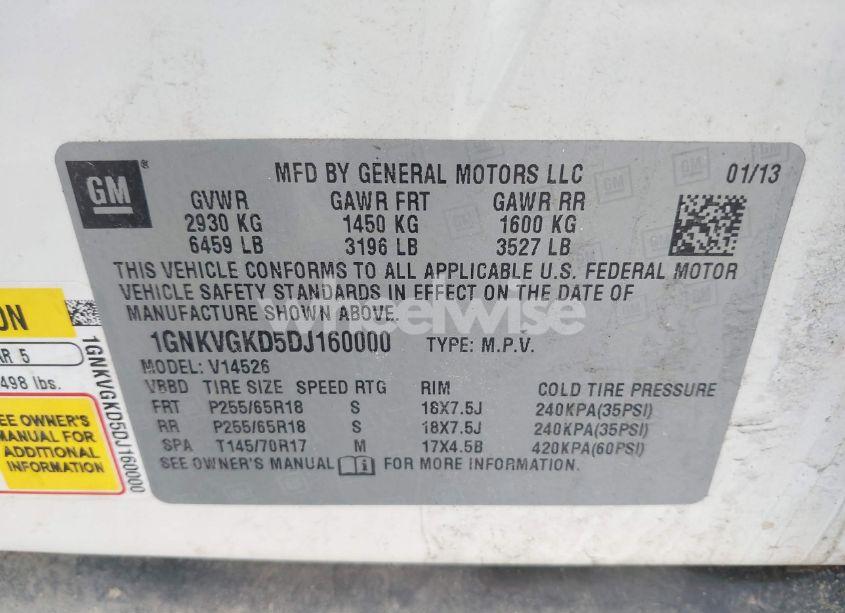 GM ®
MFD BY GENERAL MOTORS LLC 01/13
GVWR GAWR FRT GAWR RR
2930 KG 1450 KG 1600 KG
6459 LB 3196 LB 3527 LB
THIS VEHICLE CONFORMS TO ALL APPLICABLE U.S. FEDERAL MOTOR
VEHICLE SAFETY STANDARDS IN EFFECT ON THE DATE OF
MANUFACTURE SHOWN ABOVE.
wheelwise
1GNKVGKD5DJ160000 TYPE: M.P.V.
MODEL: V14526
TIRE SIZE SPEED RTG RIM COLD TIRE PRESSURE
FRT P255/65R18 S 18X7.5J 240KPA(35PSI)
RR P255/65R18 S 18X7.5J 240KPA(35PSI)
SPA T145/70R17 M 17X4.5B 420KPA(60PSI)
SEE OWNER'S MANUAL FOR MORE INFORMATION.
ON
AR 5
498 lbs.
SEE OWNER'S
MANUAL FOR
ADDITIONAL
INFORMATION
1GNKVGKD5DJ160000